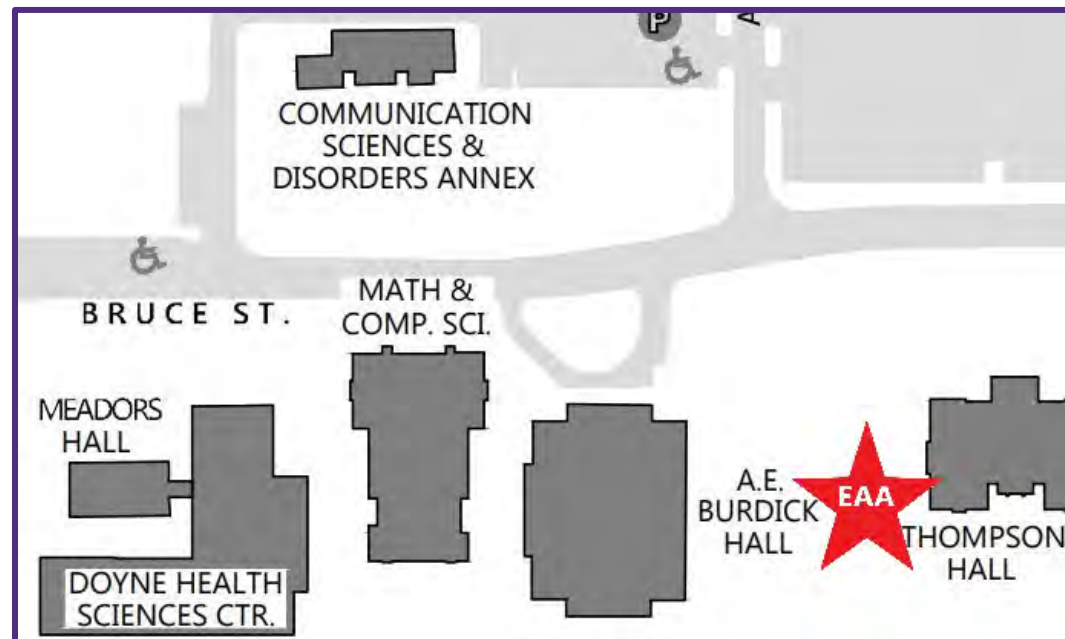 P
A
COMMUNICATION
SCIENCES &
DISORDERS ANNEX
BRUCE ST.
MATH &
COMP. SCI.
MEADORS
HALL
DOYNE HEALTH
SCIENCES CTR.
A.E.
BURDICK
HALL
EAA
THOMPSON
HALL